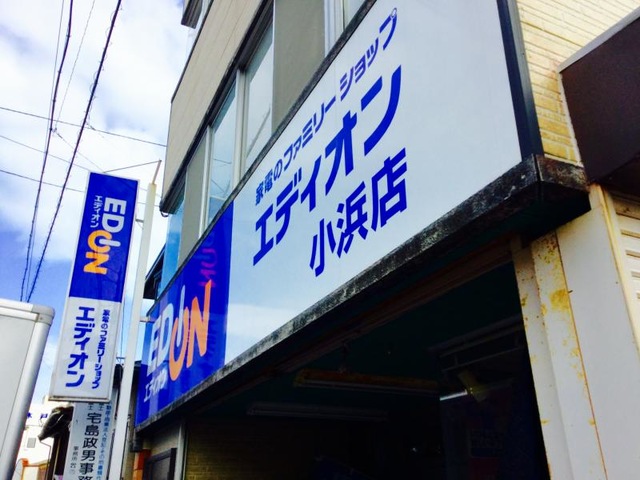 家電のファミリーショップ
エディオン
小浜店
EDION
エディオン
EDION
エディオン
家電のファミリーショップ
エディオン
宅島政男事務